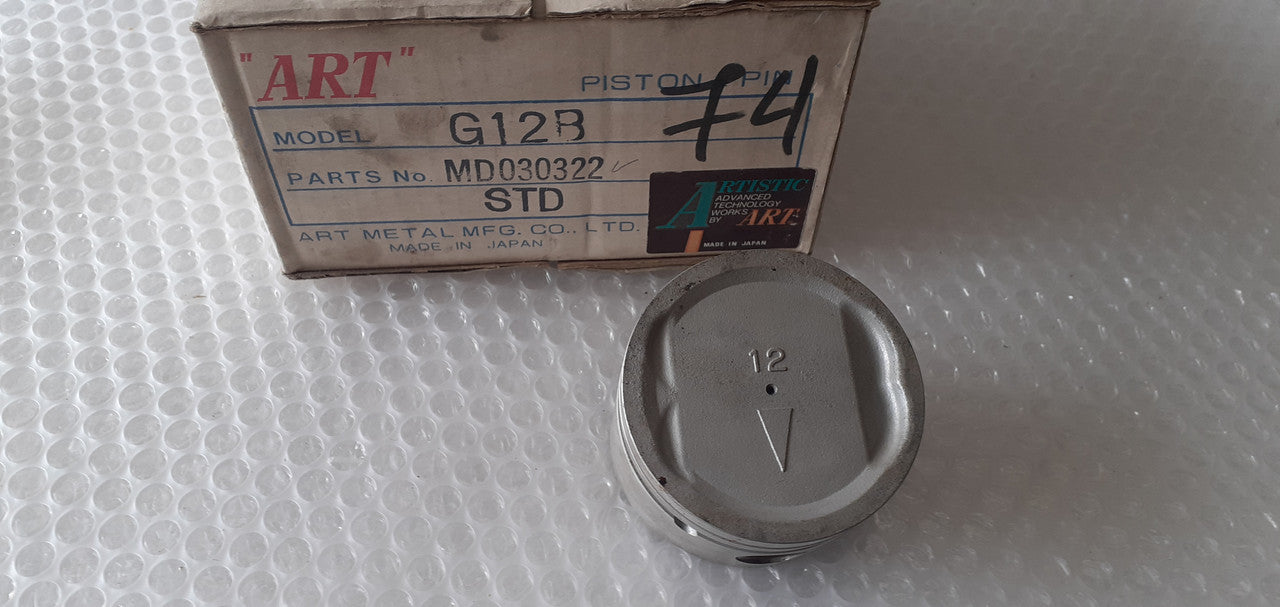 "ART"
PISTON PIN
74
MODEL G12B
PARTS No. MD030322
STD
ART METAL MFG. CO., LTD.
MADE IN JAPAN
ARTISTIC
ADVANCED
TECHNOLOGY
WORKS
BY ART
MADE IN JAPAN
12